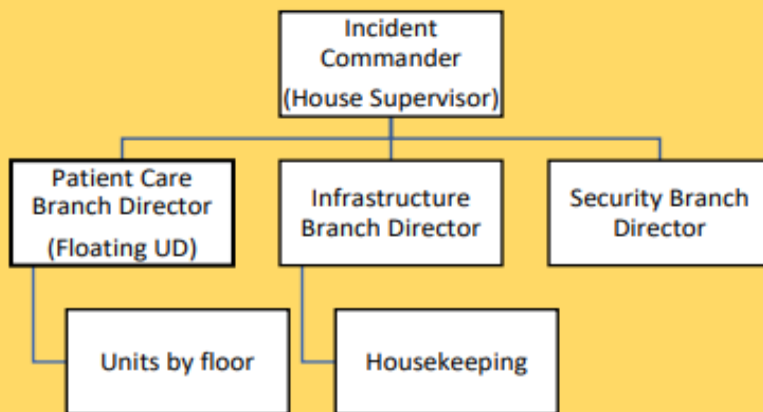 Incident
Commander
(House Supervisor)
Patient Care
Branch Director
(Floating UD)
Infrastructure
Branch Director
Security Branch
Director
Units by floor
Housekeeping